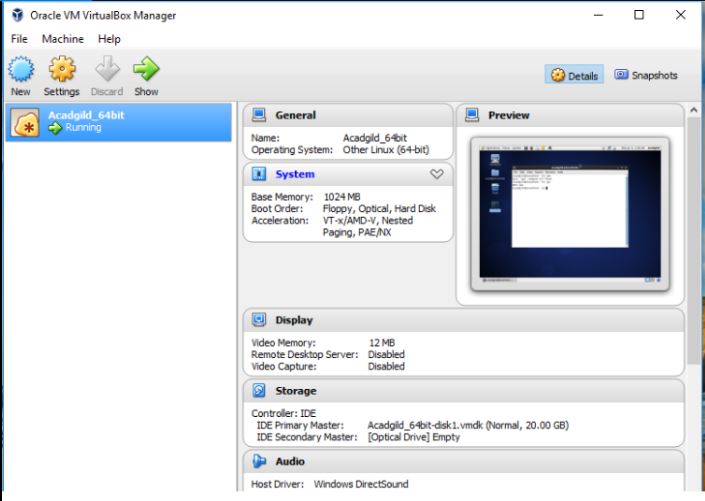 Oracle VM VirtualBox Manager
File Machine Help
New Settings Discard Show
Details Snapshots
Acadgild_64bit
Running
General
Name: Acadgild_64bit
Operating System: Other Linux (64-bit)
Preview
System
Base Memory: 1024 MB
Boot Order: Floppy, Optical, Hard Disk
Acceleration: VT-x/AMD-V, Nested
Paging, PAE/NX
Display
Video Memory: 12 MB
Remote Desktop Server: Disabled
Video Capture: Disabled
Storage
Controller: IDE
IDE Primary Master: Acadgild_64bit-disk1.vmdk (Normal, 20.00 GB)
IDE Secondary Master: [Optical Drive] Empty
Audio
Host Driver: Windows DirectSound